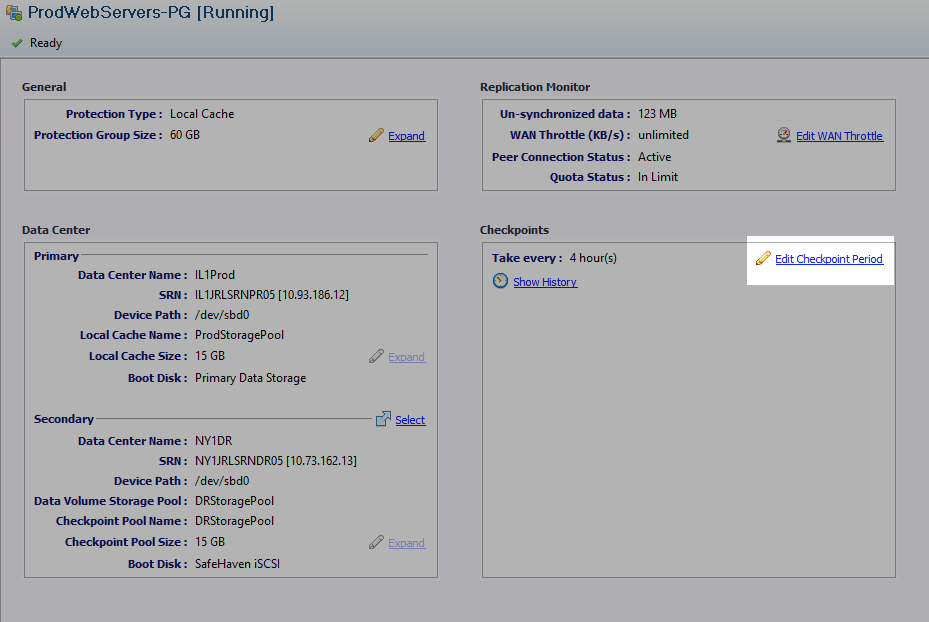 ProdWebServers-PG [Running]
Ready
General
Protection Type : Local Cache
Protection Group Size : 60 GB
Expand
Replication Monitor
Un-synchronized data : 123 MB
WAN Throttle (KB/s) : unlimited
Edit WAN Throttle
Peer Connection Status : Active
Quota Status : In Limit
Data Center
Primary
Data Center Name : IL1Prod
SRN : IL1JRLSRNPR05 [10.93.186.12]
Device Path : /dev/sbd0
Local Cache Name : ProdStoragePool
Local Cache Size : 15 GB
Expand
Boot Disk : Primary Data Storage
Secondary
Select
Data Center Name : NY1DR
SRN : NY1JRLSRNDR05 [10.73.162.13]
Device Path : /dev/sbd0
Data Volume Storage Pool : DRStoragePool
Checkpoint Pool Name : DRStoragePool
Checkpoint Pool Size : 15 GB
Expand
Boot Disk : SafeHaven iSCSI
Checkpoints
Take every : 4 hour(s)
Edit Checkpoint Period
Show History